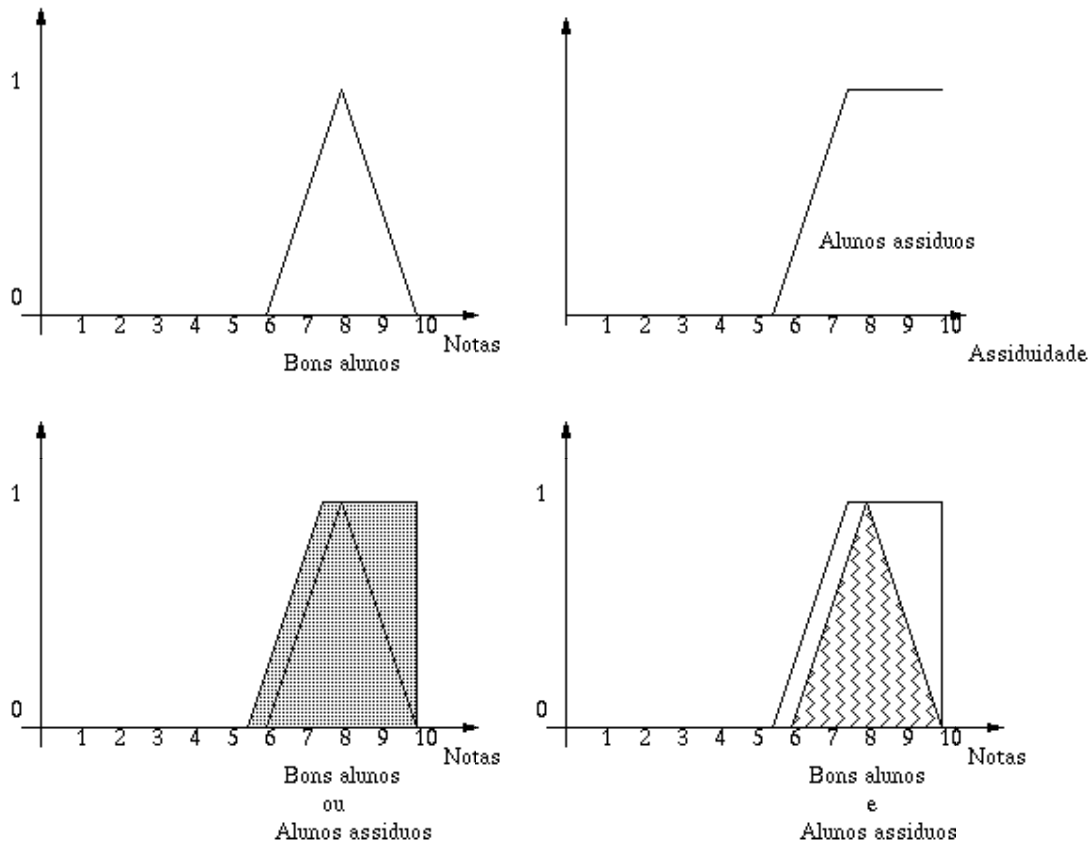 1
0
1 2 3 4 5 6 7 8 9 10
Notas
Bons alunos
Alunos assiduos
1 2 3 4 5 6 7 8 9 10
Assiduidade
1
0
1 2 3 4 5 6 7 8 9 10
Notas
Bons alunos
ou
Alunos assiduos
1
0
1 2 3 4 5 6 7 8 9 10
Notas
Bons alunos
e
Alunos assiduos